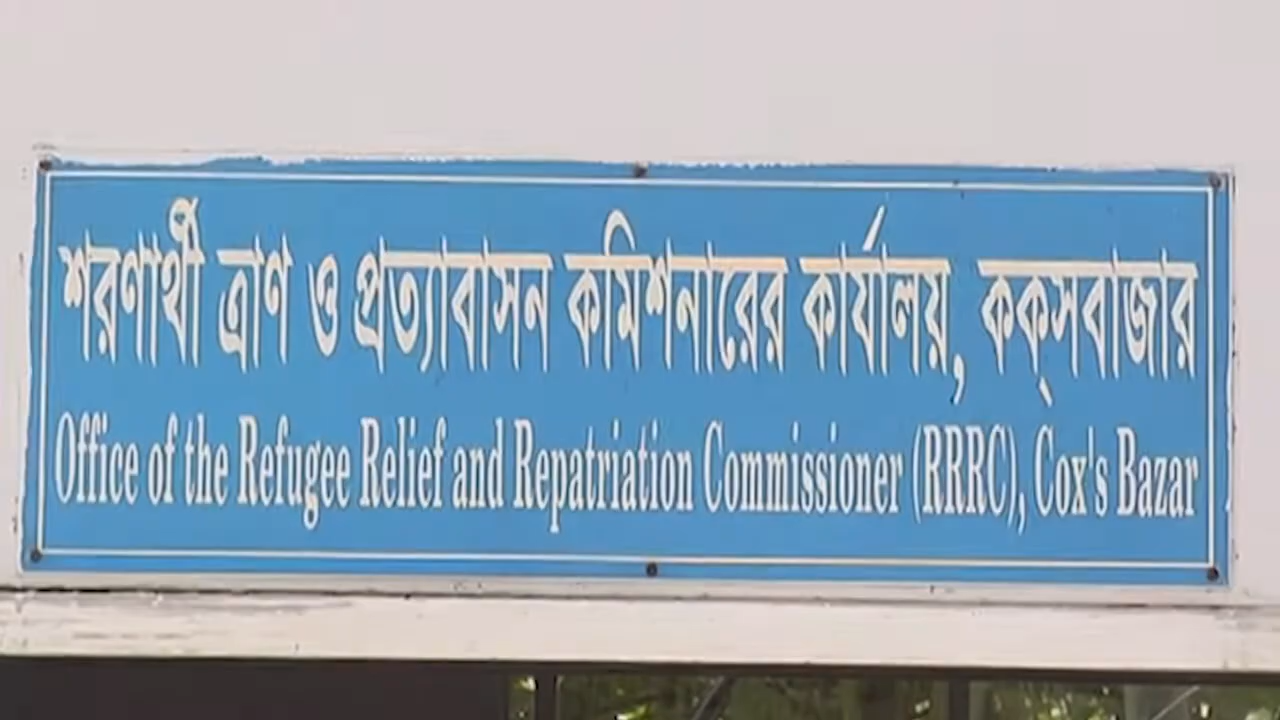 শরণার্থী ত্রাণ ও প্রত্যাবাসন কমিশনারের কার্যালয়, কক্‌সবাজার
Office of the Refugee Relief and Repatriation Commissioner (RRRC), Cox's Bazar